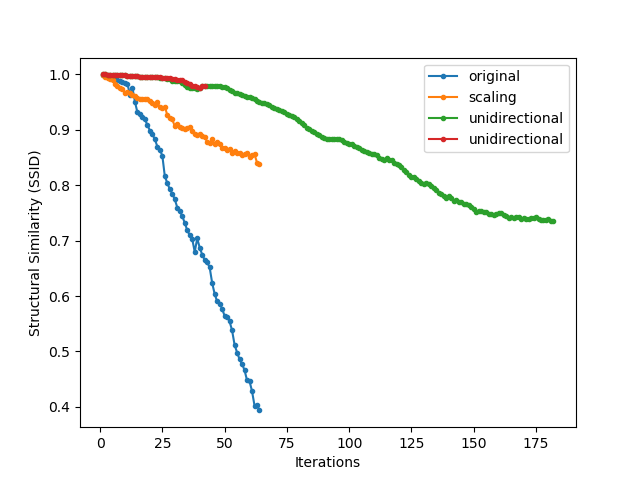 original
scaling
unidirectional
unidirectional
1.0
0.9
0.8
0.7
0.6
0.5
0.4
Structural Similarity (SSID)
0 25 50 75 100 125 150 175
Iterations